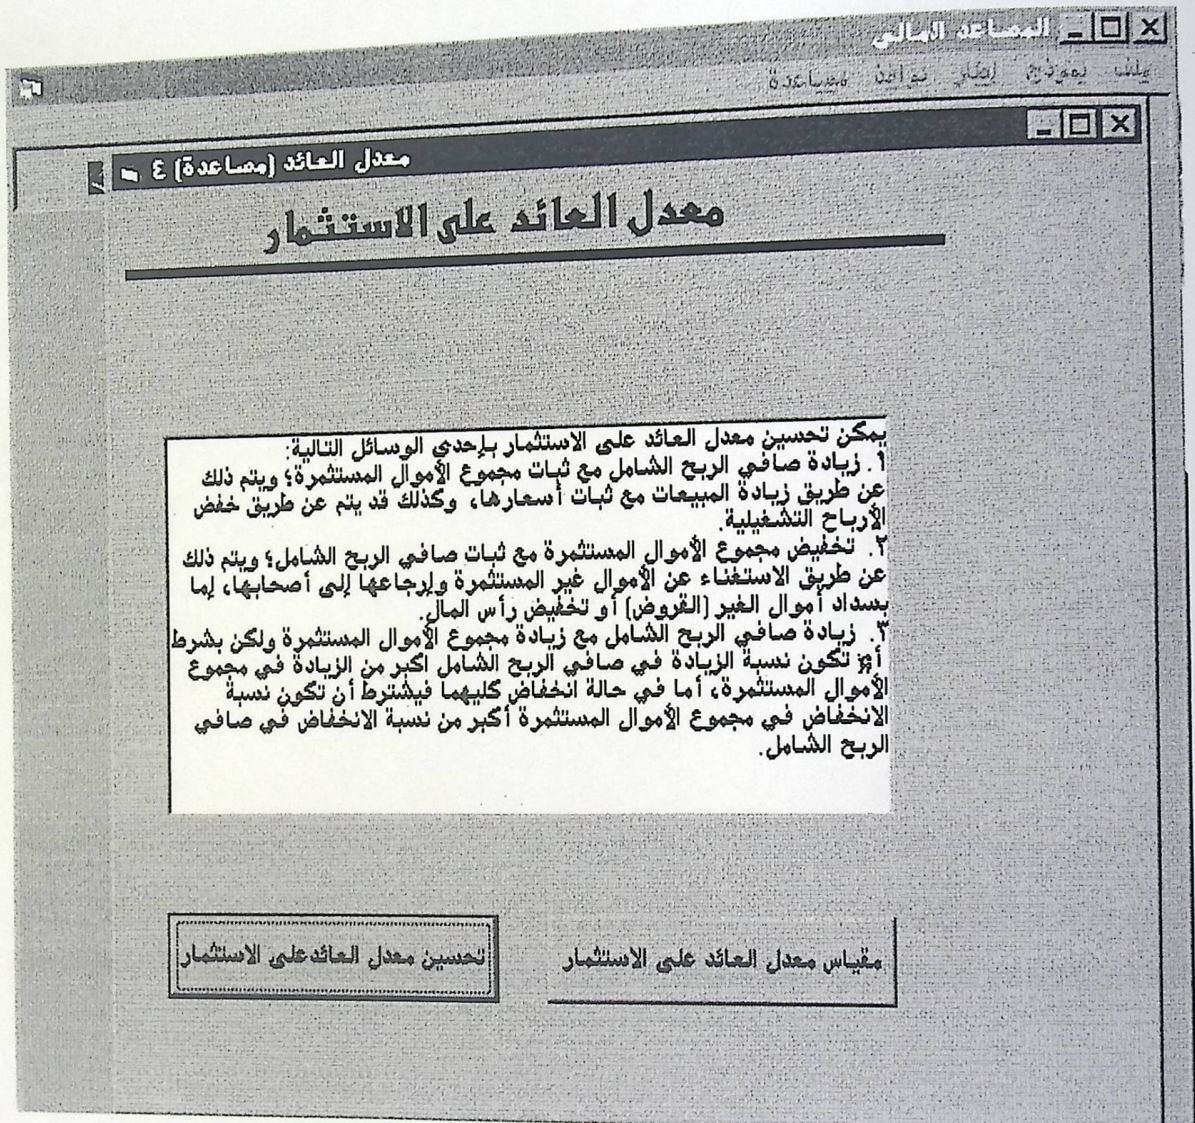 المساعد المالي
ملف نموذج إطار نوافذ مساعدة
معدل العائد (مساعدة) ٤
معدل العائد على الاستثمار
يمكن تحسين معدل العائد على الاستثمار بإحدى الوسائل التالية:
١. زيادة صافي الربح الشامل مع ثبات مجموع الأموال المستثمرة؛ ويتم ذلك
عن طريق زيادة المبيعات مع ثبات أسعارها، وكذلك قد يتم عن طريق خفض
الأرباح التشغيلية.
٢. تخفيض مجموع الأموال المستثمرة مع ثبات صافي الربح الشامل؛ ويتم ذلك
عن طريق الاستغناء عن الأموال غير المستثمرة وإرجاعها إلى أصحابها، إما
بسداد أموال الغير (القروض) أو تخفيض رأس المال.
٣. زيادة صافي الربح الشامل مع زيادة مجموع الأموال المستثمرة ولكن بشرط
تكون نسبة الزيادة في صافي الربح الشامل اكبر من الزيادة في مجموع
الأموال المستثمرة، أما في حالة انخفاض كليهما فيشترط أن تكون نسبة
الانخفاض في مجموع الأموال المستثمرة أكبر من نسبة الانخفاض في صافي
الربح الشامل.
مقياس معدل العائد على الاستثمار
تحسين معدل العائد على الاستثمار